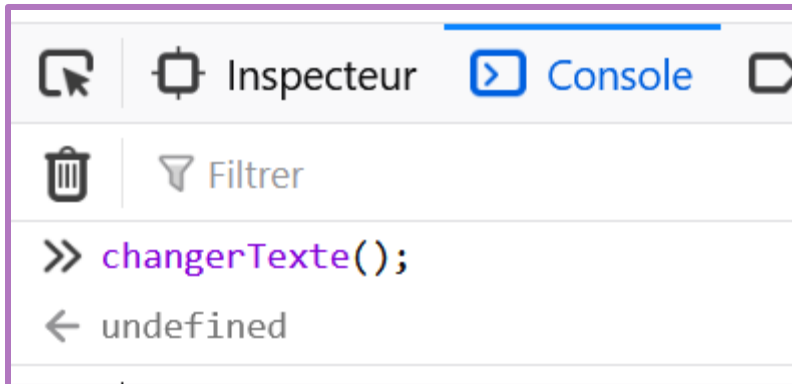 Inspecteur Console
Filtrer
>> changerTexte();
← undefined